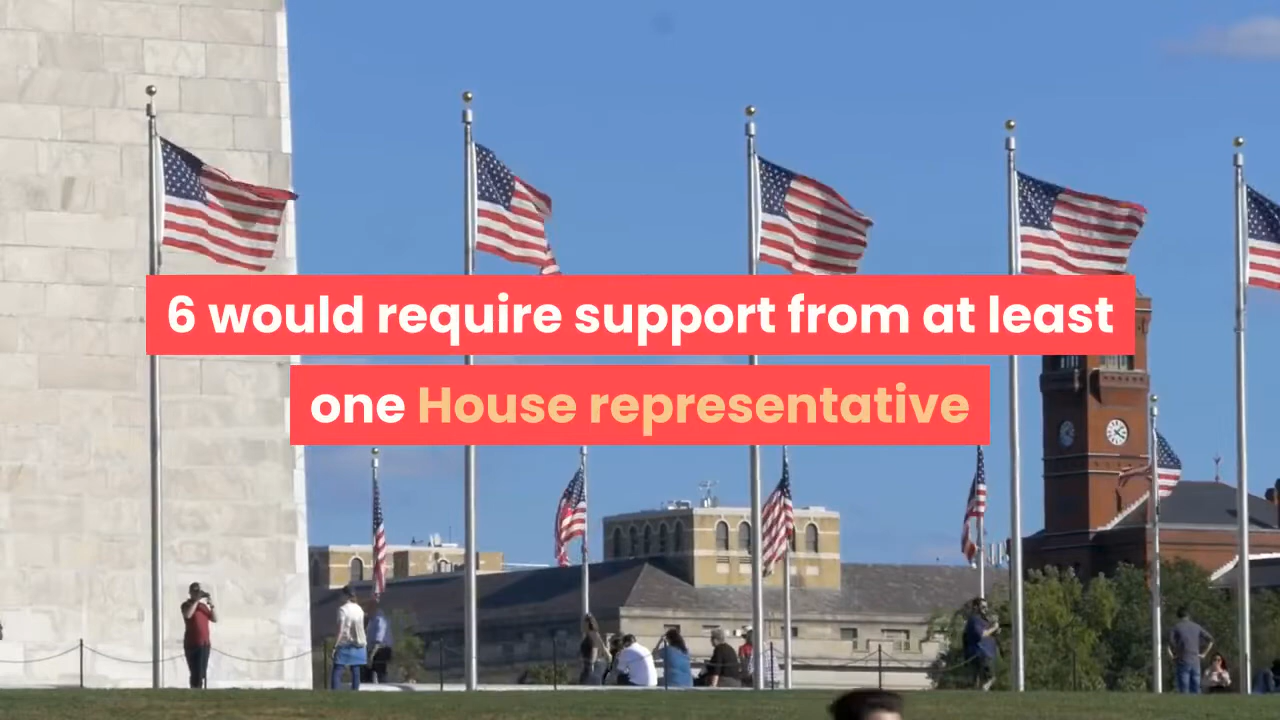 6 would require support from at least
one House representative